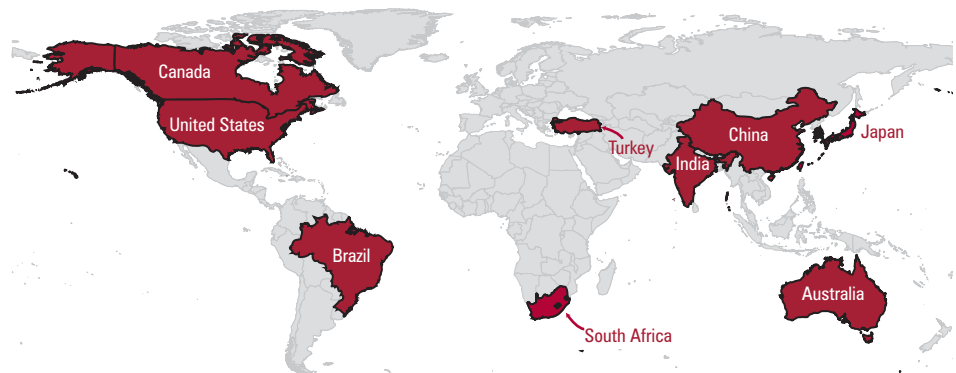 Canada
United States
China
Japan
Turkey
India
Brazil
Australia
South Africa